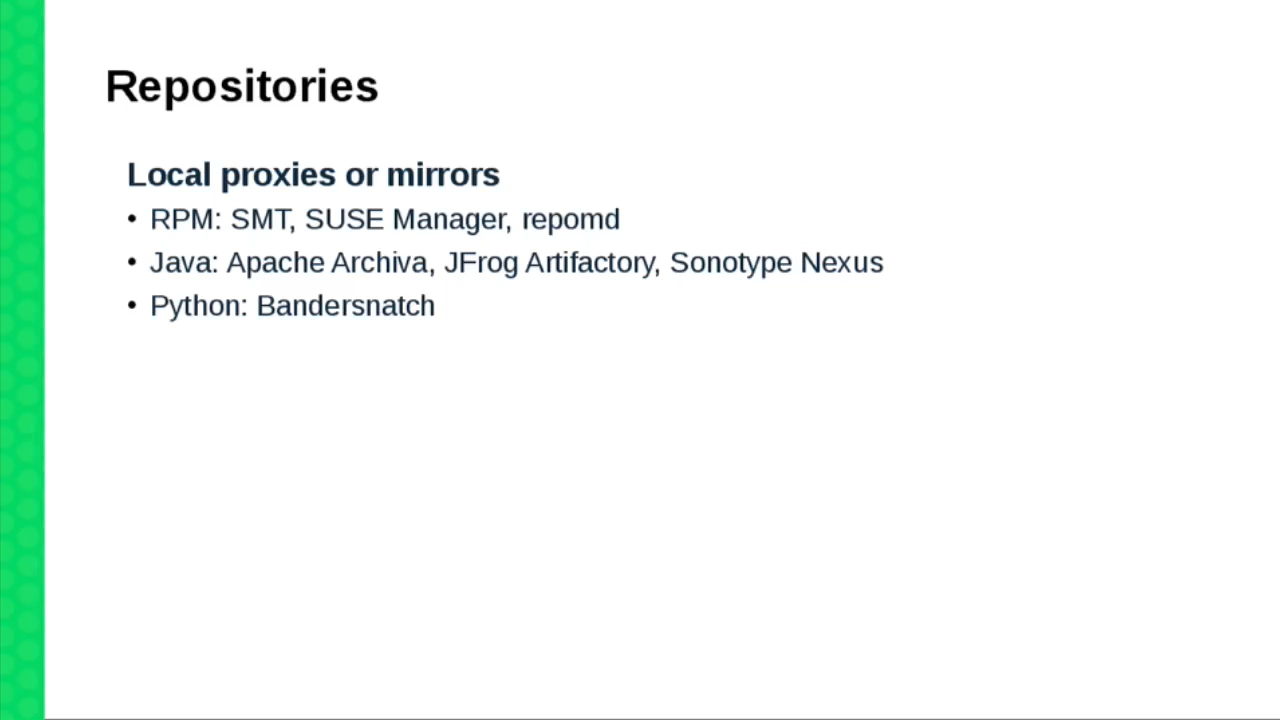 Repositories
Local proxies or mirrors
• RPM: SMT, SUSE Manager, repomd
• Java: Apache Archiva, JFrog Artifactory, Sonotype Nexus
• Python: Bandersnatch